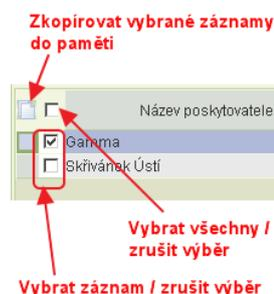 Zkopírovat vybrané záznamy
do paměti
Název poskytovatele
Gamma
Skřivánek Ústí
Vybrat všechny /
zrušit výběr
Vybrat záznam / zrušit výběr